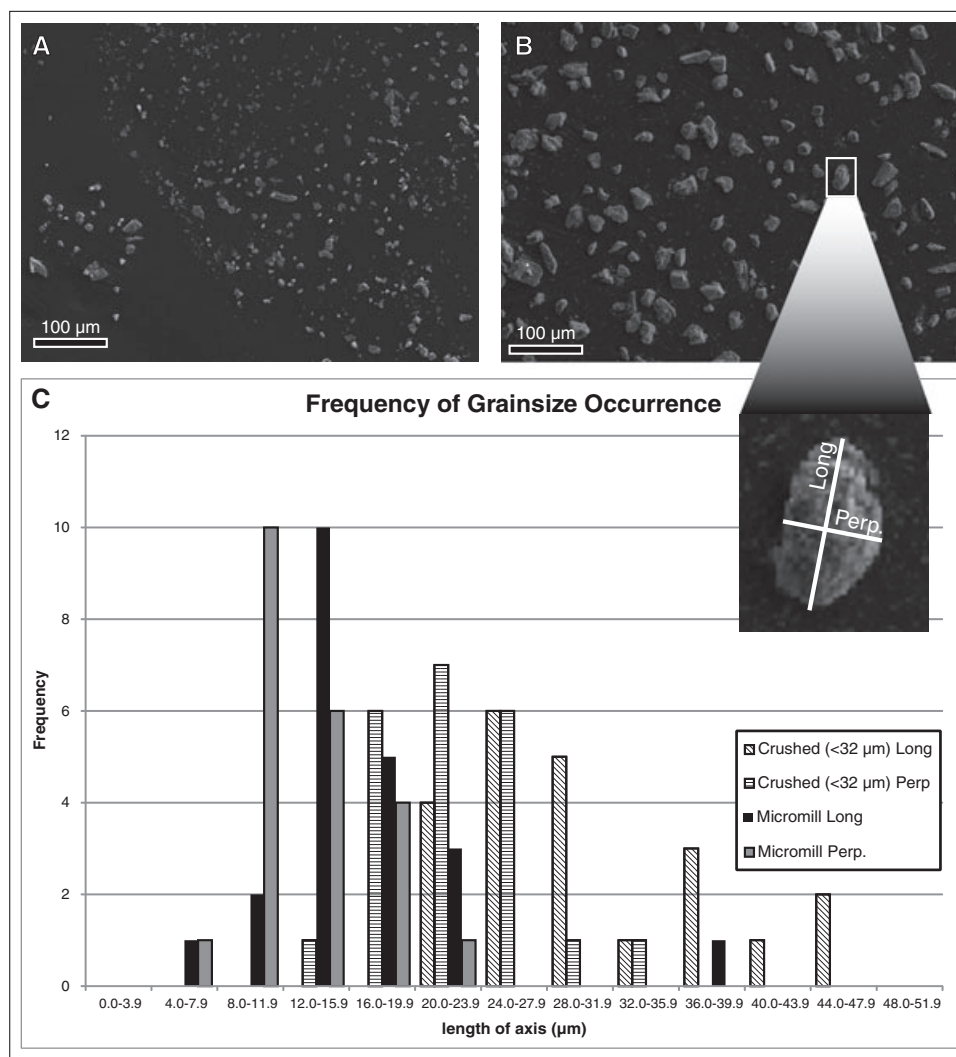 A
B
100 µm
100 µm
C
Frequency of Grainsize Occurrence
Long
Perp.
12
10
8
6
4
2
0
Frequency
Crushed (<32 µm) Long
Crushed (<32 µm) Perp
Micromill Long
Micromill Perp.
0.0-3.9 4.0-7.9 8.0-11.9 12.0-15.9 16.0-19.9 20.0-23.9 24.0-27.9 28.0-31.9 32.0-35.9 36.0-39.9 40.0-43.9 44.0-47.9 48.0-51.9
length of axis (µm)